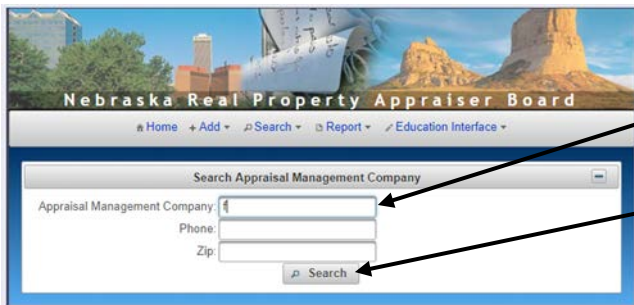 Nebraska Real Property Appraiser Board
Home + Add Search Report Education Interface
Search Appraisal Management Company
Appraisal Management Company: f
Phone:
Zip:
Search